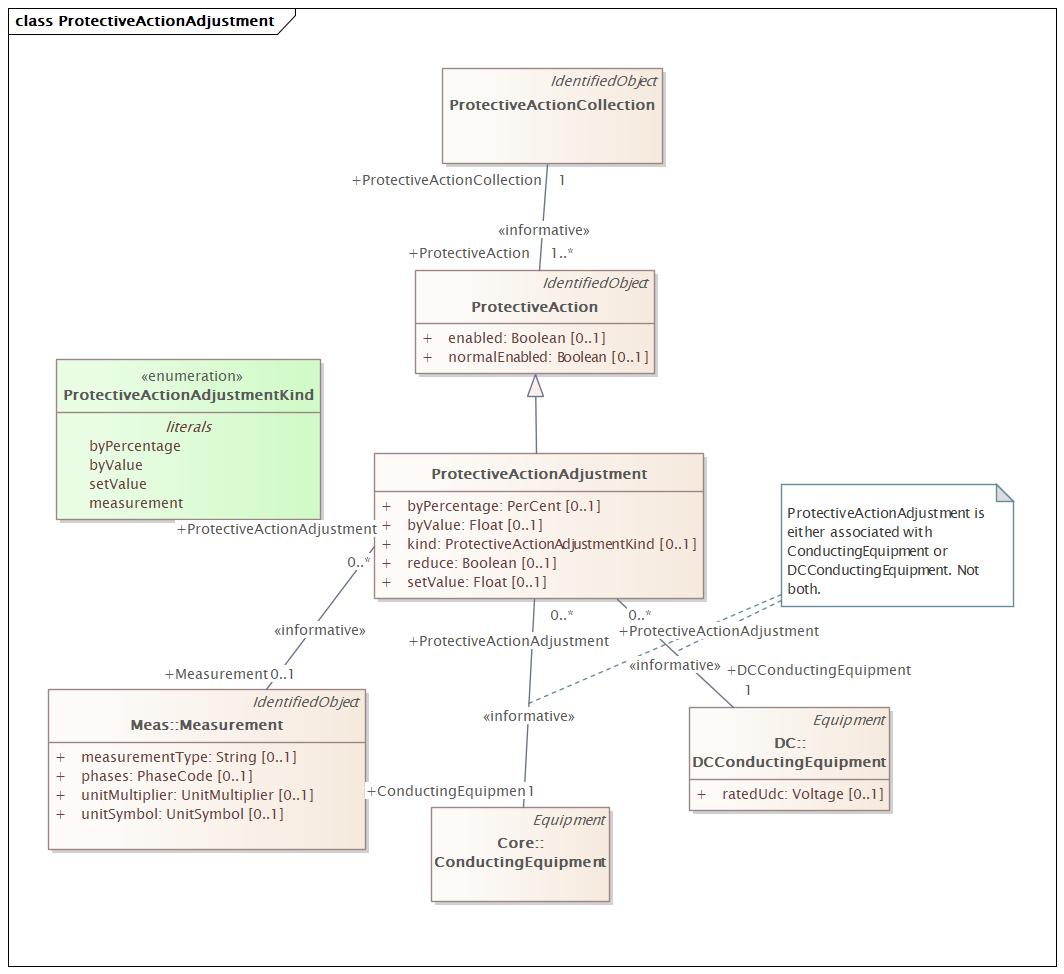 class ProtectiveActionAdjustment
IdentifiedObject
ProtectiveActionCollection
+ProtectiveActionCollection 1
«informative»
+ProtectiveAction 1..*
IdentifiedObject
ProtectiveAction
+ enabled: Boolean [0..1]
+ normalEnabled: Boolean [0..1]
«enumeration»
ProtectiveActionAdjustmentKind
literals
byPercentage
byValue
setValue
measurement
ProtectiveActionAdjustment
+ byPercentage: PerCent [0..1]
+ byValue: Float [0..1]
+ kind: ProtectiveActionAdjustmentKind [0..1]
+ reduce: Boolean [0..1]
+ setValue: Float [0..1]
ProtectiveActionAdjustment is
either associated with
ConductingEquipment or
DCConductingEquipment. Not
both.
+ProtectiveActionAdjustment
0..*
«informative»
+Measurement 0..1
0..*
+ProtectiveActionAdjustment
«informative»
+ConductingEquipmen 1
0..*
+ProtectiveActionAdjustment
«informative»
+DCConductingEquipment
1
IdentifiedObject
Meas::Measurement
+ measurementType: String [0..1]
+ phases: PhaseCode [0..1]
+ unitMultiplier: UnitMultiplier [0..1]
+ unitSymbol: UnitSymbol [0..1]
Equipment
Core::
ConductingEquipment
Equipment
DC::
DCConductingEquipment
+ ratedUdc: Voltage [0..1]